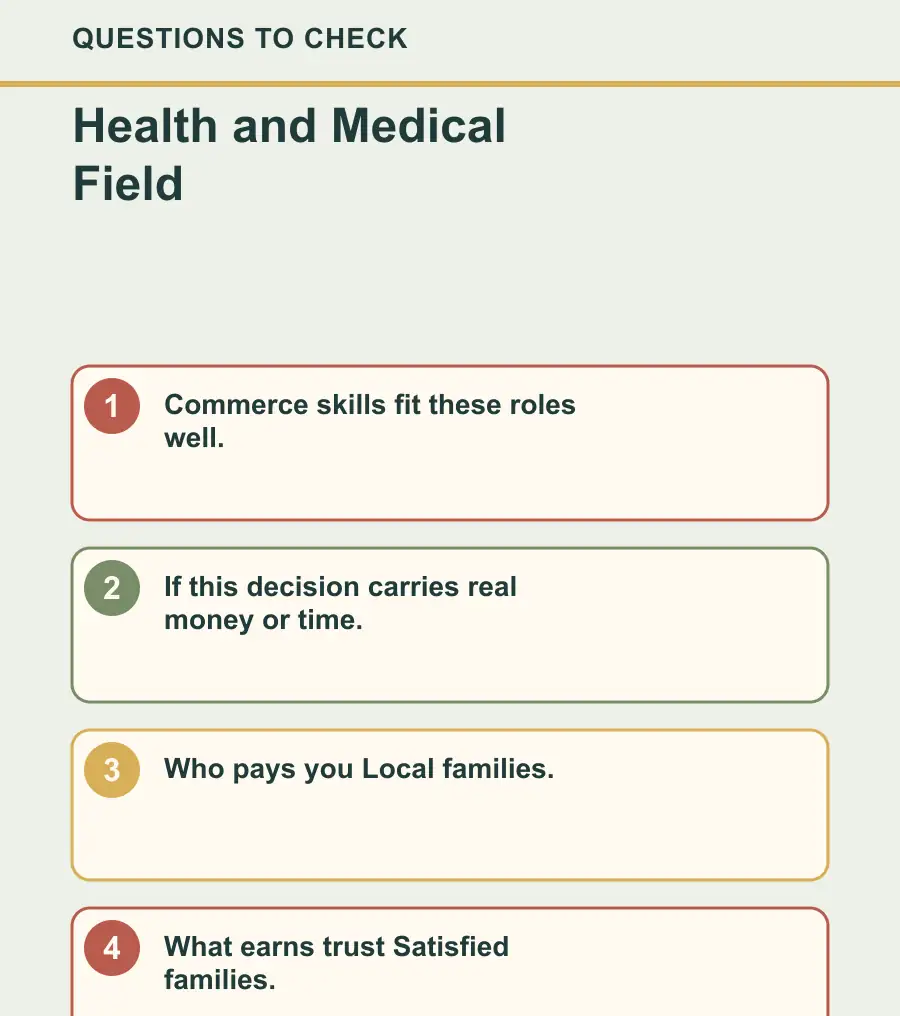 QUESTIONS TO CHECK
Health and Medical
Field
1
Commerce skills fit these roles
well.
2
If this decision carries real
money or time.
3
Who pays you Local families.
4
What earns trust Satisfied
families.